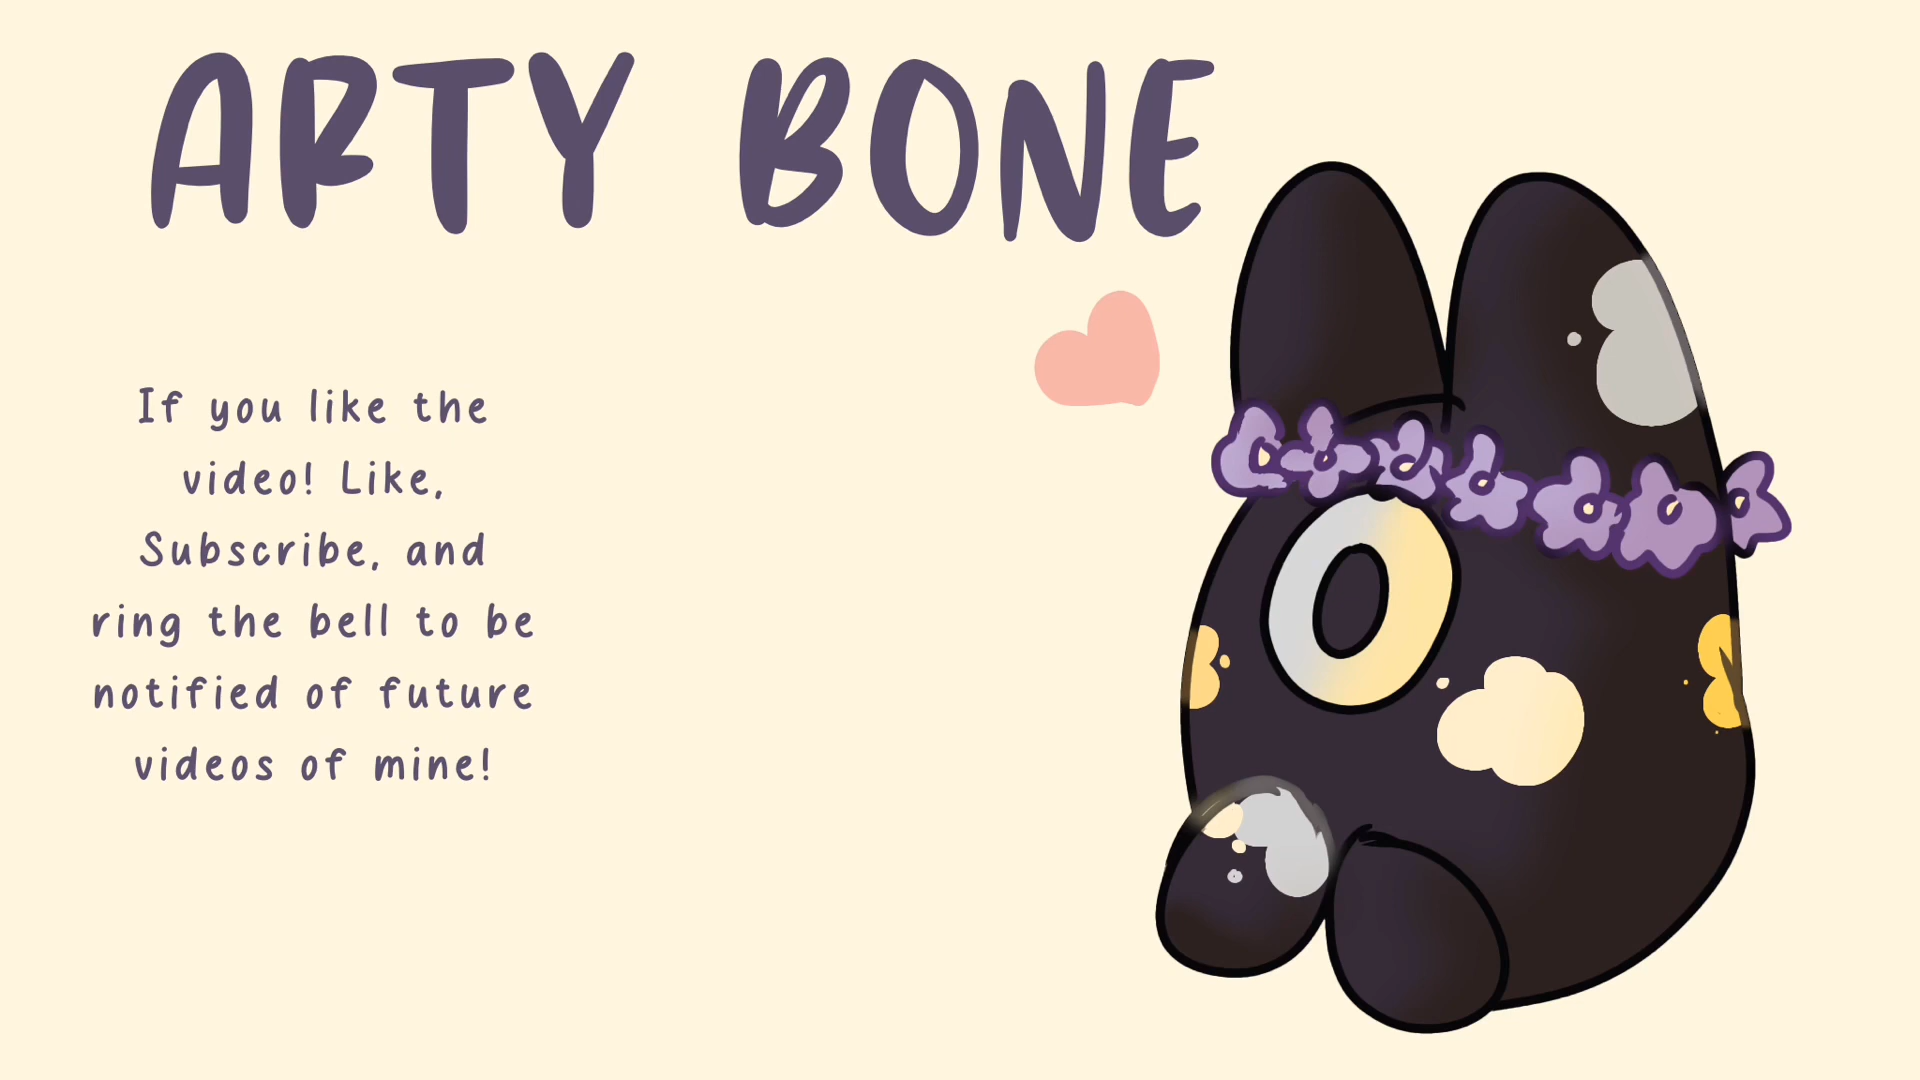 ARTY BONE
If you like the
video! Like,
Subscribe, and
ring the bell to be
notified of future
videos of mine!